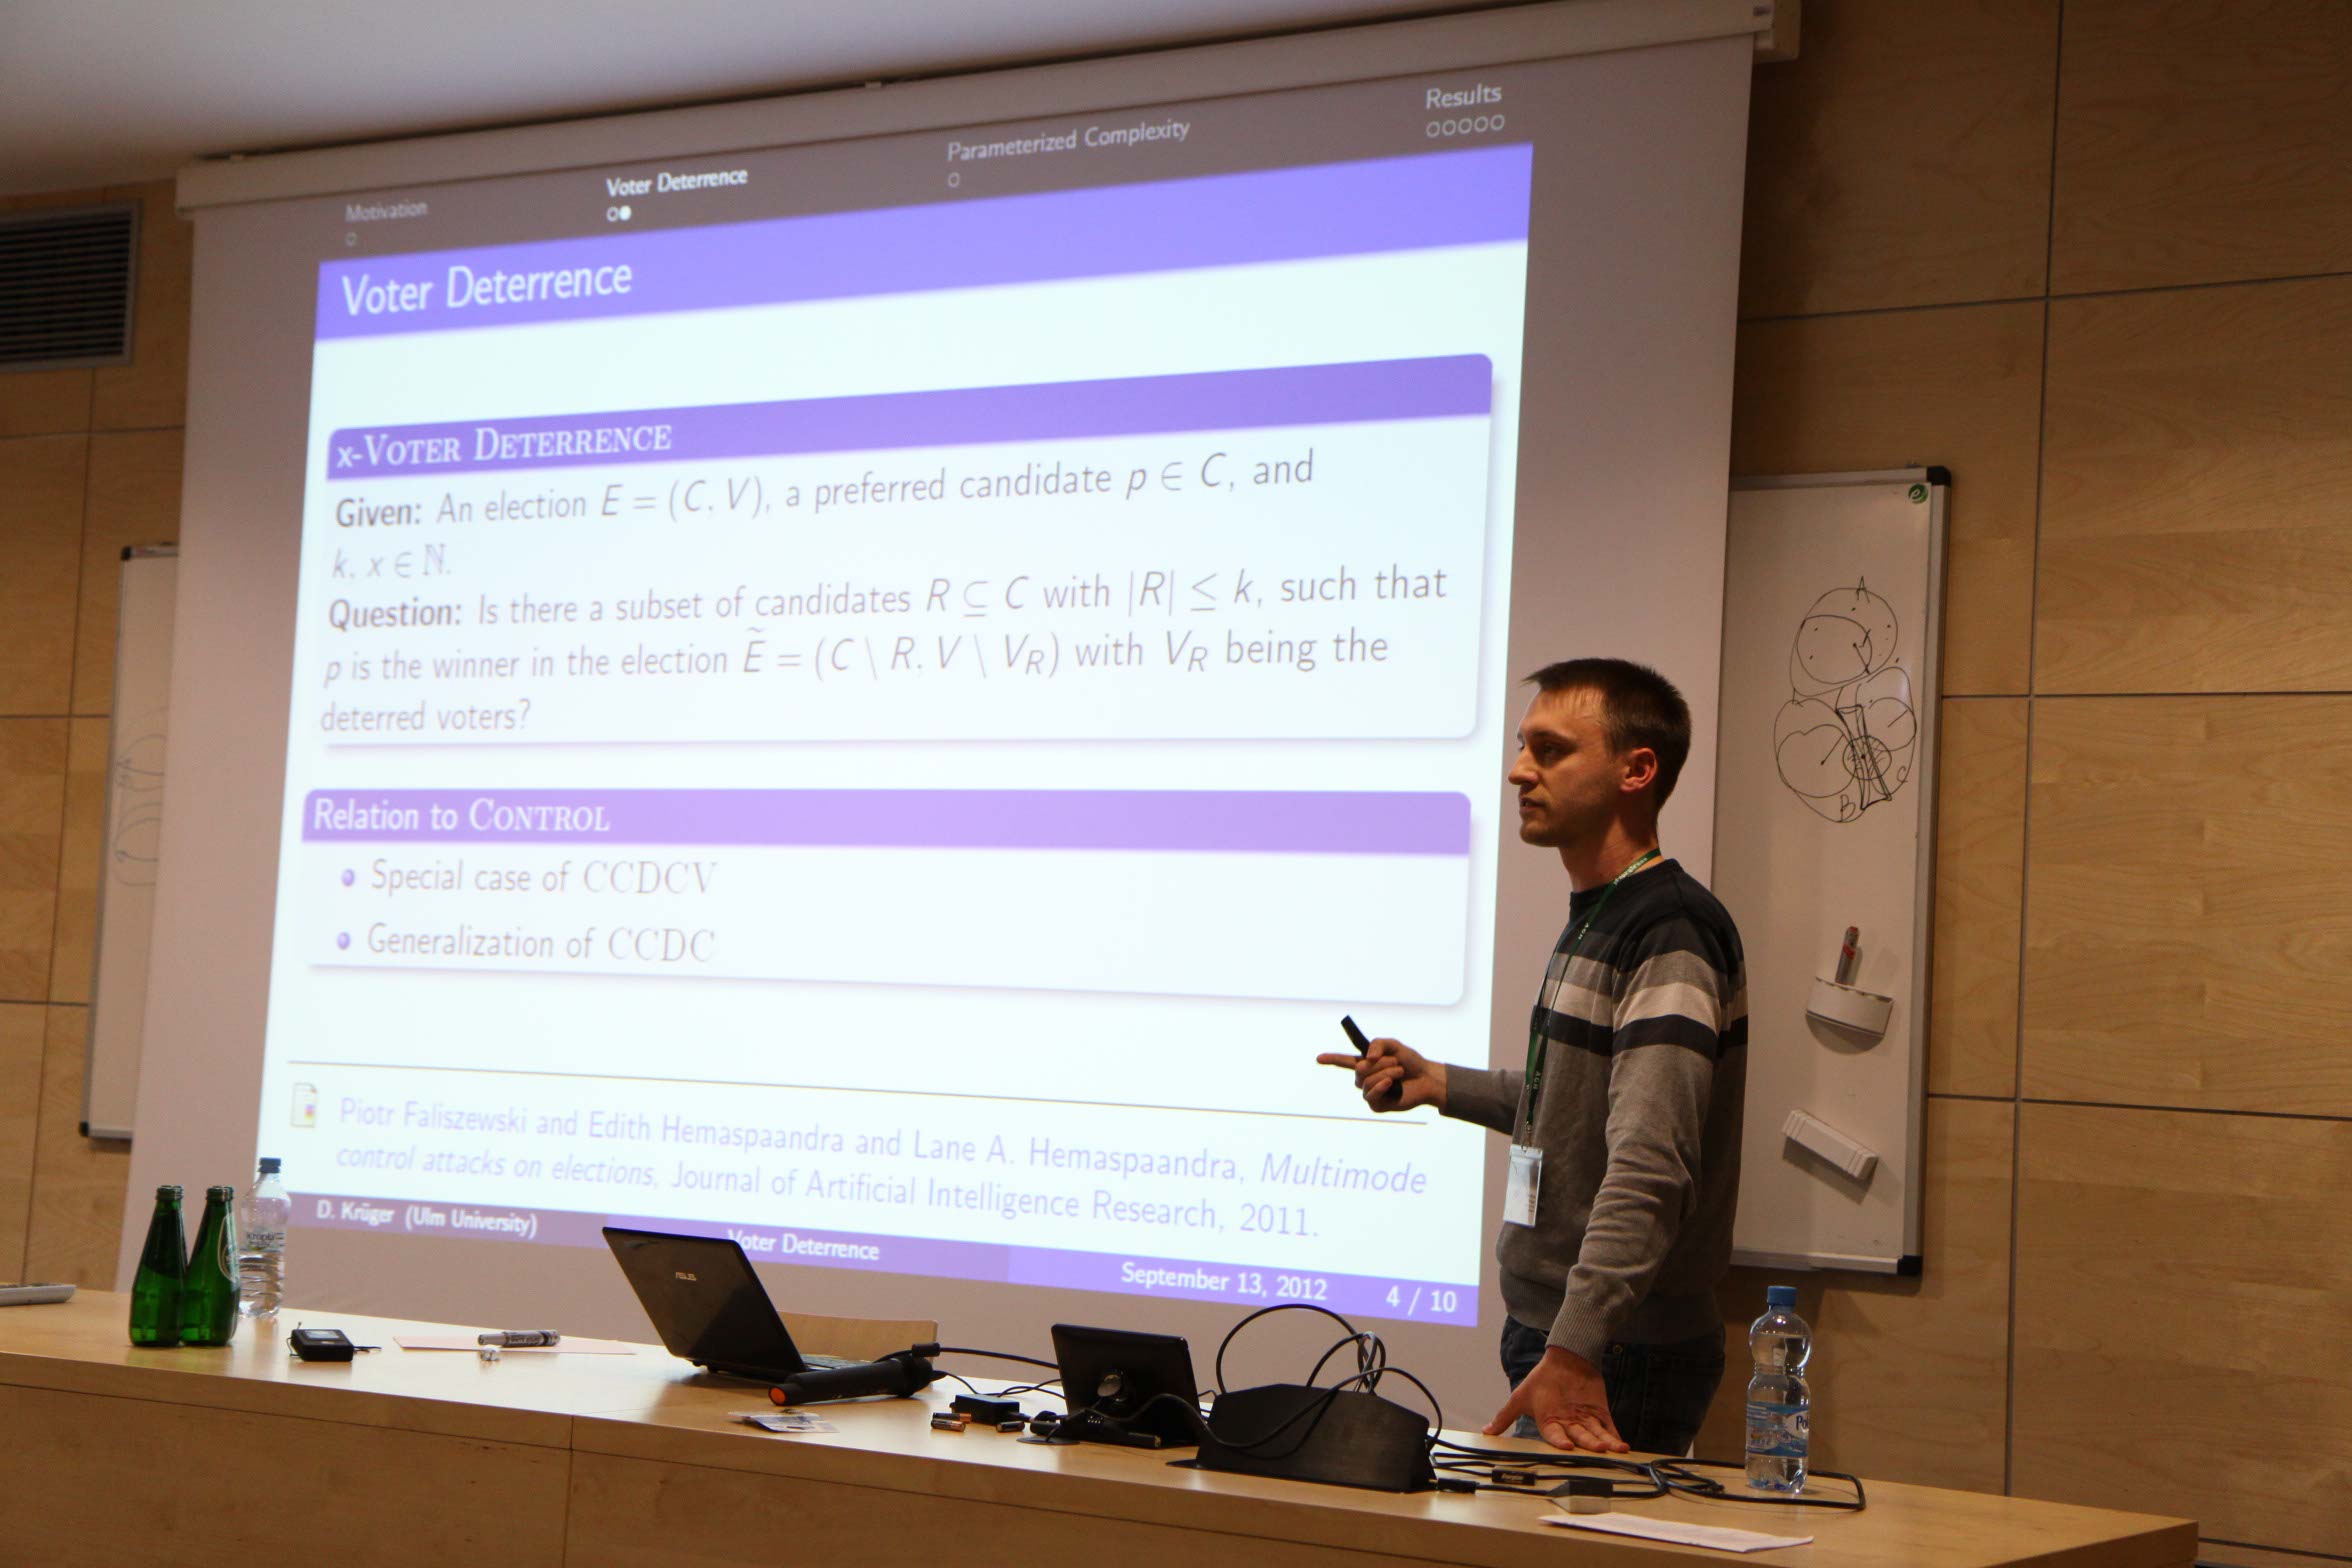 Motivation
Voter Deterrence
Parameterized Complexity
Results
Voter Deterrence
x-VOTER DETERRENCE
Given: An election E = (C, V), a preferred candidate p ∈ C, and
k, x ∈ ℕ.
Question: Is there a subset of candidates R ⊆ C with |R| ≤ k, such that
p is the winner in the election Ẽ = (C \ R, V \ V_R) with V_R being the
deterred voters?
Relation to CONTROL
Special case of CCDCV
Generalization of CCDC
Piotr Faliszewski and Edith Hemaspaandra and Lane A. Hemaspaandra, Multimode
control attacks on elections, Journal of Artificial Intelligence Research, 2011.
D. Krüger (Ulm University)
Voter Deterrence
September 13, 2012
4 / 10
A
B
C
AGH
ASUS